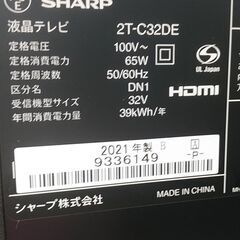 E
SHARP
液晶テレビ 2T-C32DE
定格電圧： 100V～
定格消費電力： 65W
定格周波数： 50/60Hz
区分名： DN1
受信機型サイズ： 32V
年間消費電力量： 39kWh/年
UL Japan
HDMI
2021年製 B
9336149
A
-P-
シャープ株式会社
MADE IN CHINA